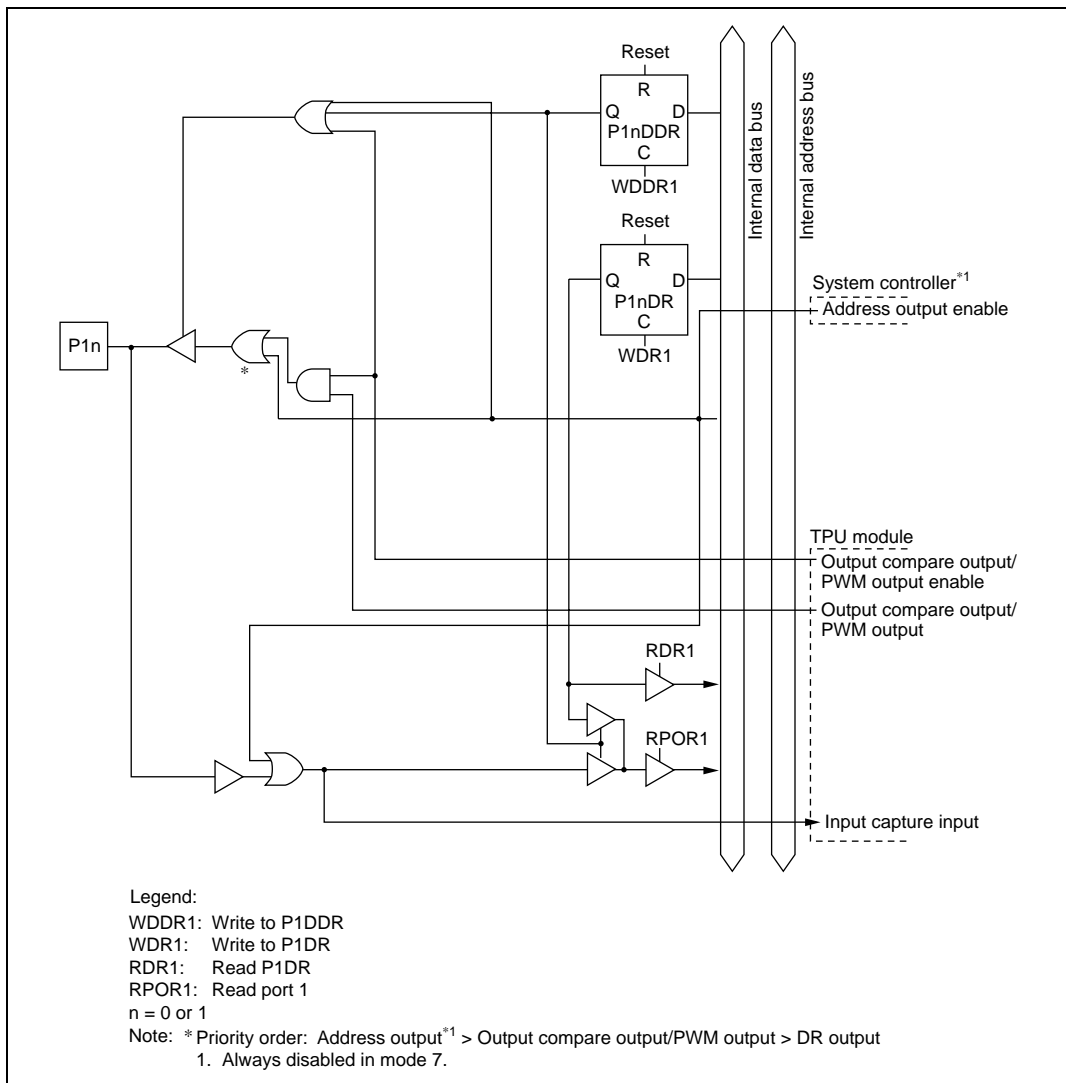 Reset
R
Q D
P1nDDR
C
WDDR1
Reset
R
Q D
P1nDR
C
WDR1
Internal data bus
Internal address bus
System controller*1
Address output enable
P1n
*
TPU module
Output compare output/
PWM output enable
Output compare output/
PWM output
RDR1
RPOR1
Input capture input
Legend:
WDDR1: Write to P1DDR
WDR1: Write to P1DR
RDR1: Read P1DR
RPOR1: Read port 1
n = 0 or 1
Note: * Priority order: Address output*1 > Output compare output/PWM output > DR output
1. Always disabled in mode 7.